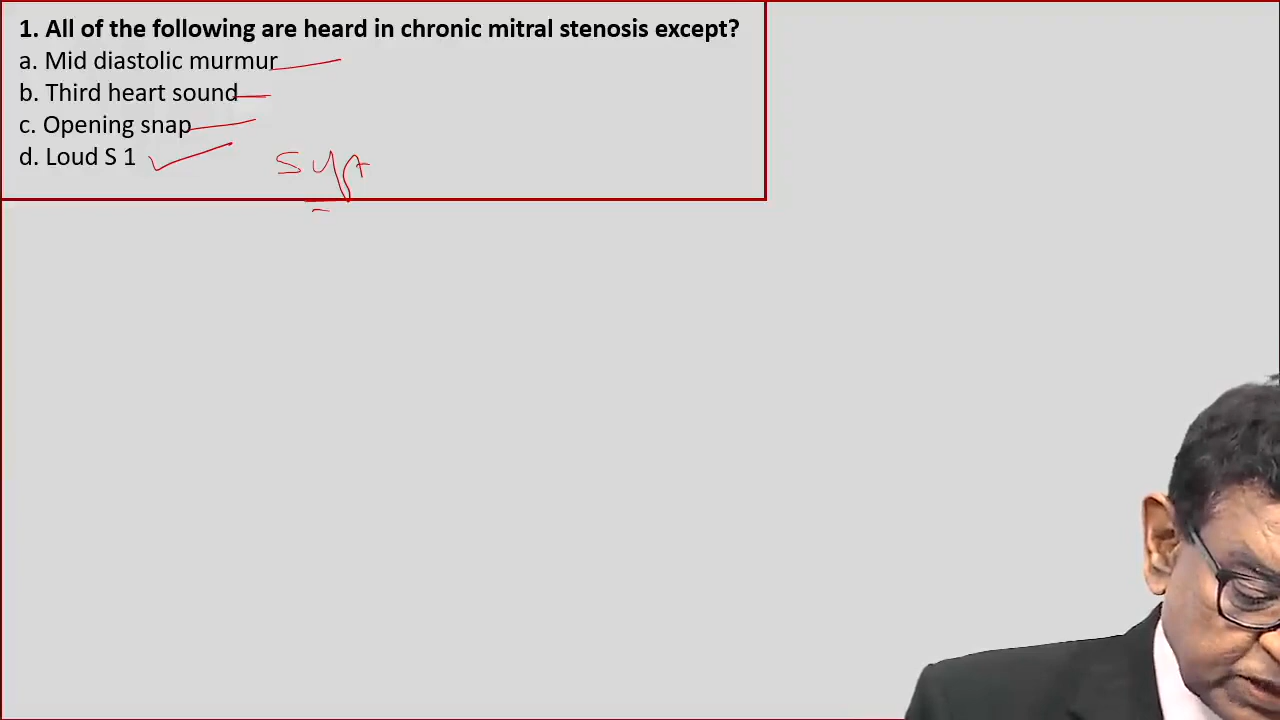 1. All of the following are heard in chronic mitral stenosis except?
a. Mid diastolic murmur
b. Third heart sound
c. Opening snap
d. Loud S 1